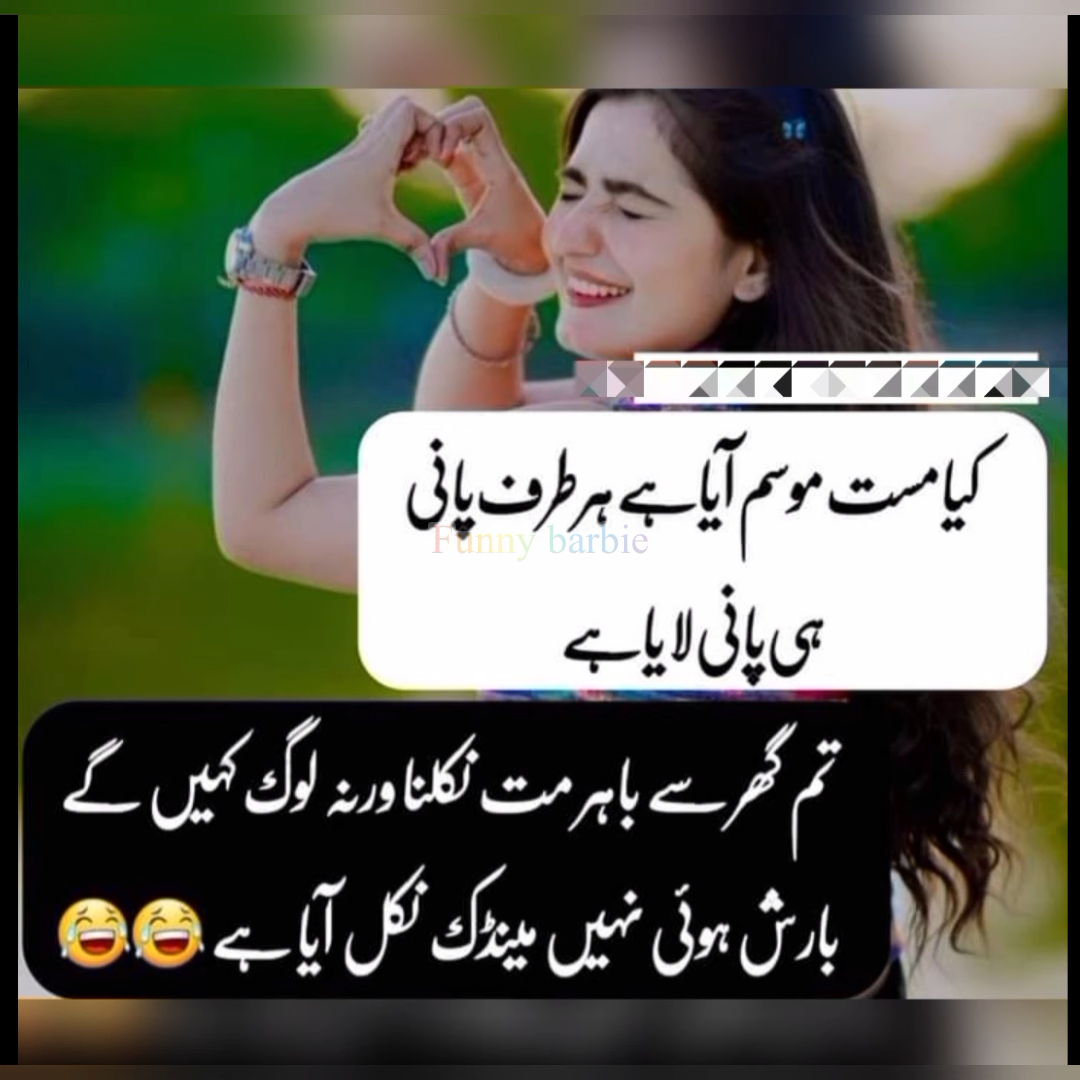 کیا مست موسم آیا ہے ہر طرف پانی
Funny barbie
ہی پانی لایا ہے
تم گھر سے باہر مت نکلنا ورنہ لوگ کہیں گے
بارش ہوئی نہیں مینڈک نکل آیا ہے 😂😂